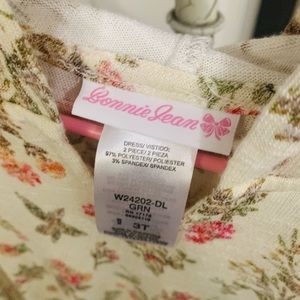 Bonnie Jean
DRESS/ VISTIDO:
2 PIECE/ 2 PIEZA
97% POLYESTER/ POLIESTER
3% SPANDEX/ SPANDEX
W24202-DL
GRN
3T